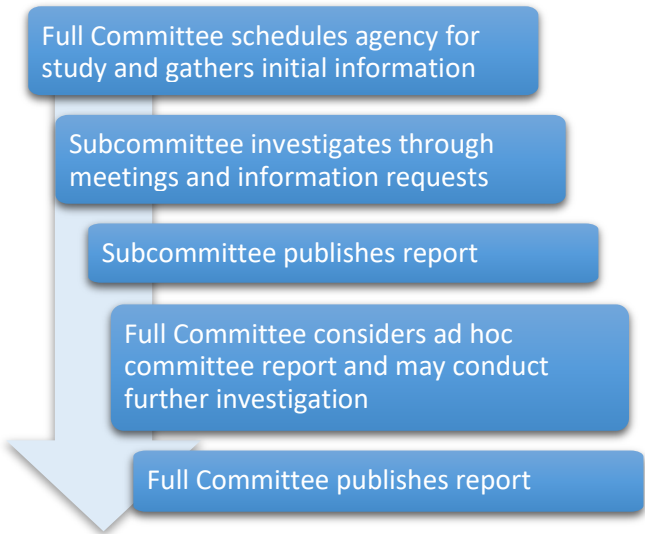 Full Committee schedules agency for
study and gathers initial information
Subcommittee investigates through
meetings and information requests
Subcommittee publishes report
Full Committee considers ad hoc
committee report and may conduct
further investigation
Full Committee publishes report